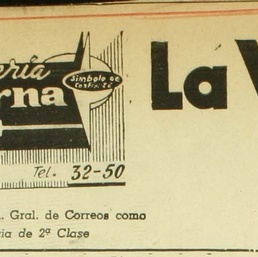 ería
Símbolo de
Confianza
rna
La V
Tel. 32-50
. Gral. de Correos como
ia de 2ª Clase